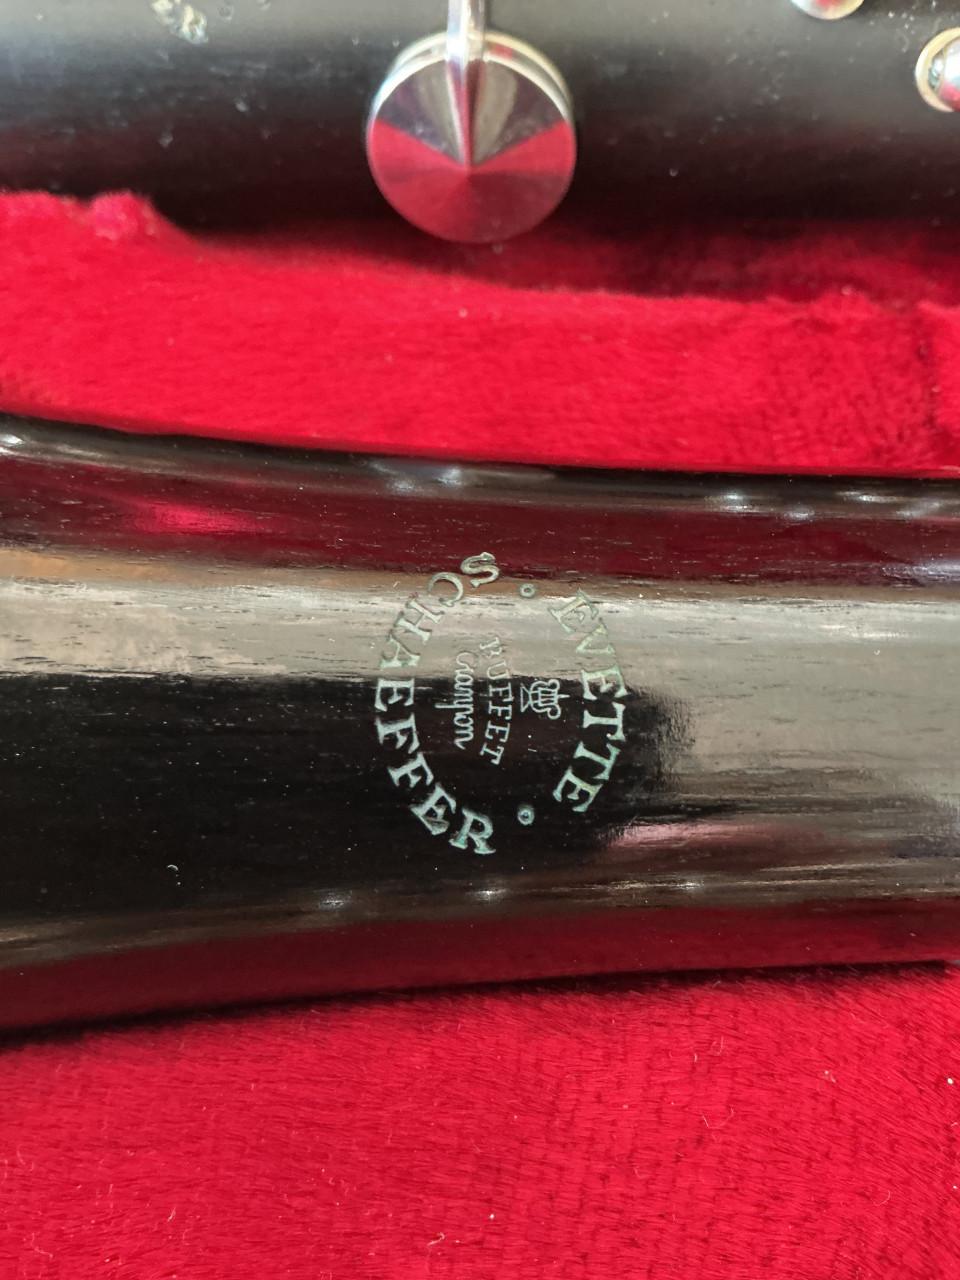 EVETTE
BUFFET
Crampon
SCHAEFFER